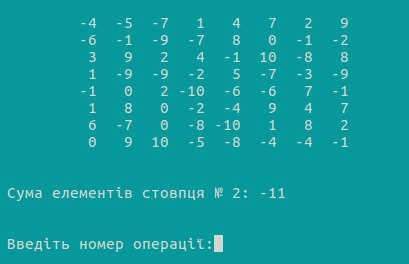 -4 -5 -7 1 4 7 2 9
-6 -1 -9 -7 8 0 -1 -2
3 9 2 4 -1 10 -8 8
1 -9 -9 -2 5 -7 -3 -9
-1 0 2 -10 -6 -6 7 -1
1 8 0 -2 -4 9 4 7
6 -7 0 -8 -10 1 8 2
0 9 10 -5 -8 -4 -4 -1
Сума елементів стовпця № 2: -11
Введіть номер операції: